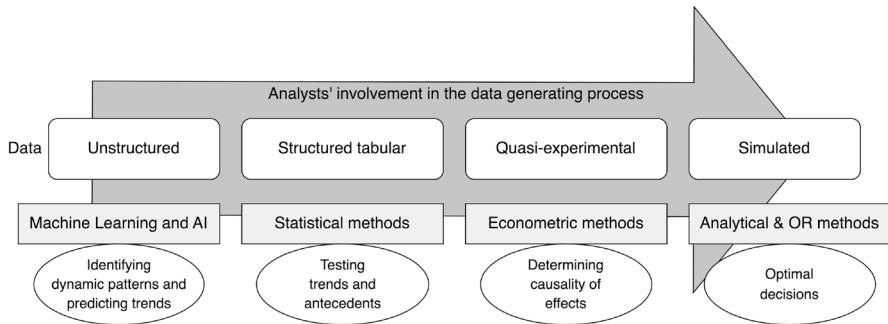 Analysts' involvement in the data generating process
Data
Unstructured
Structured tabular
Quasi-experimental
Simulated
Machine Learning and AI
Statistical methods
Econometric methods
Analytical & OR methods
Identifying
dynamic patterns and
predicting trends
Testing
trends and
antecedents
Determining
causality of
effects
Optimal
decisions